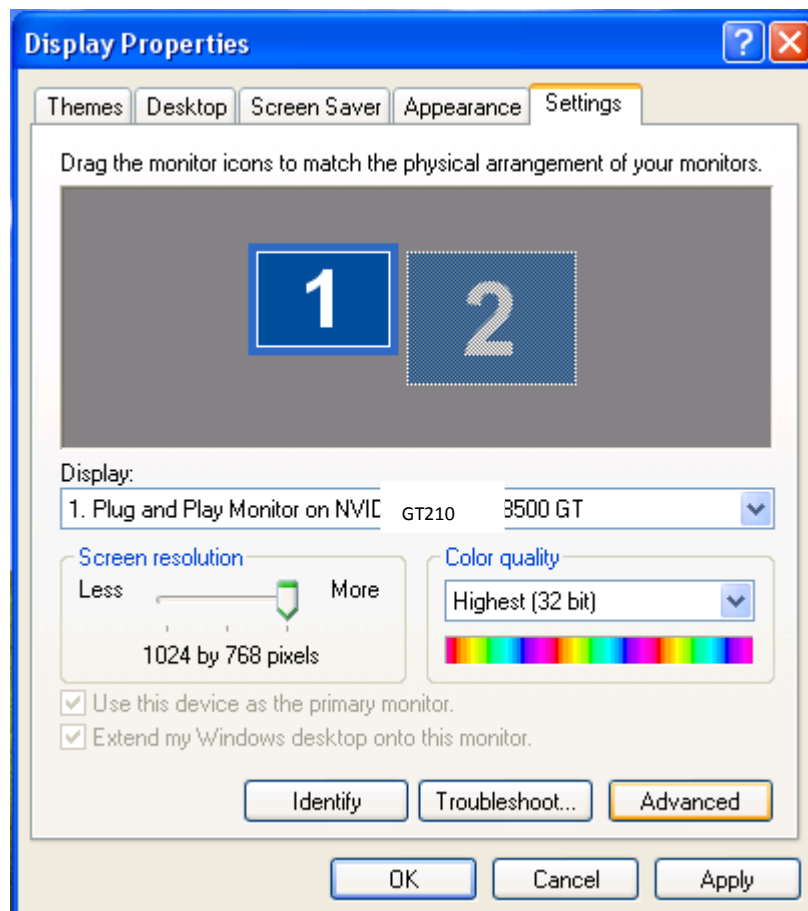 Display Properties
Themes Desktop Screen Saver Appearance Settings
Drag the monitor icons to match the physical arrangement of your monitors.
1 2
Display:
1. Plug and Play Monitor on NVID GT210 8500 GT
Screen resolution
Less More
1024 by 768 pixels
Color quality
Highest (32 bit)
Use this device as the primary monitor.
Extend my Windows desktop onto this monitor.
Identify Troubleshoot... Advanced
OK Cancel Apply